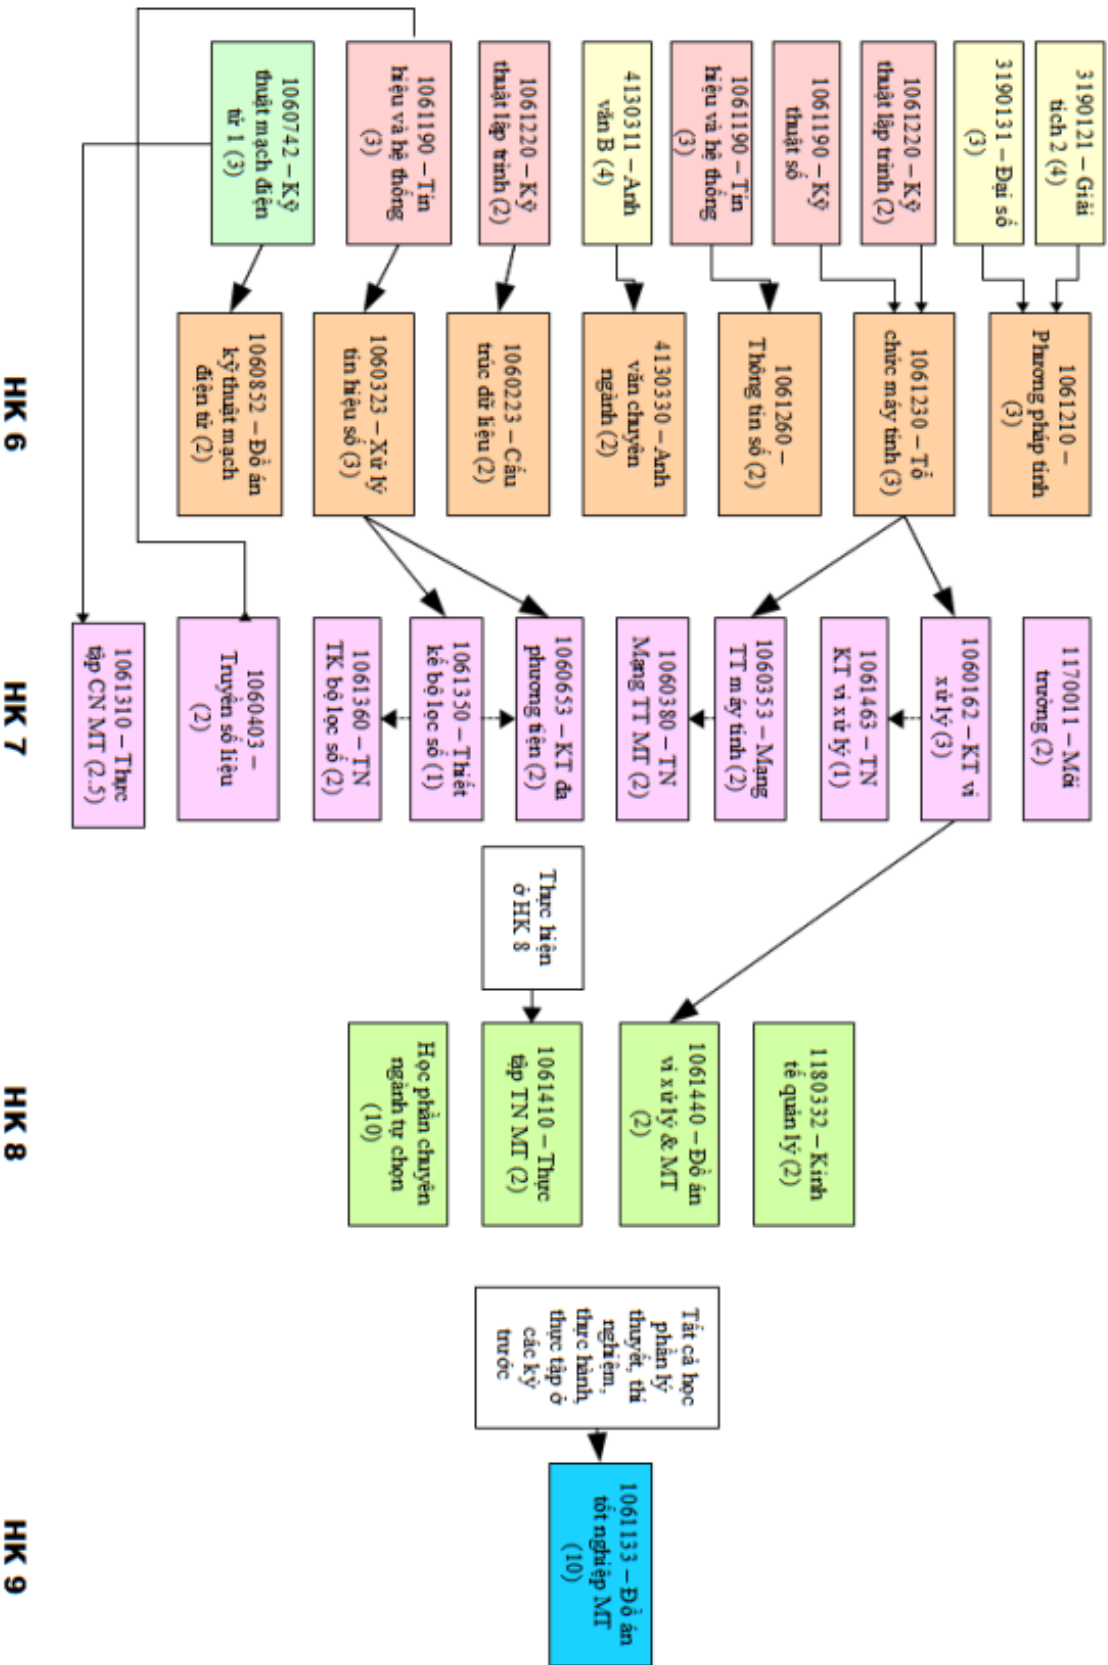 3190121 – Giải
tích 2 (4)
3190131 – Đại số
(3)
1061220 – Kỹ
thuật lập trình (2)
1061190 – Kỹ
thuật số
1061190 – Tín
hiệu và hệ thống
(3)
4130311 – Anh
văn B (4)
1061220 – Kỹ
thuật lập trình (2)
1061190 – Tín
hiệu và hệ thống
(3)
1060742 – Kỹ
thuật mạch điện
tử 1 (3)
HK 6
1061210 –
Phương pháp tính
(3)
1061230 – Tổ
chức máy tính (3)
1061260 –
Thông tin số (2)
4130330 – Anh
văn chuyên
ngành (2)
1060223 – Cấu
trúc dữ liệu (2)
1060323 – Xử lý
tín hiệu số (3)
1060852 – Đồ án
kỹ thuật mạch
điện tử (2)
HK 7
1170011 – Môi
trường (2)
1060162 – KT vi
xử lý (3)
1061463 – TN
KT vi xử lý (1)
1060353 – Mạng
TT máy tính (2)
1060380 – TN
Mạng TT MT (2)
1060653 – KT đa
phương tiện (2)
1061350 – Thiết
kế bộ lọc số (1)
1061360 – TN
TK bộ lọc số (2)
1060403 –
Truyền số liệu
(2)
1061310 – Thực
tập CN MT (2.5)
HK 8
Thực hiện
ở HK 8
1180332 – Kinh
tế quản lý (2)
1061440 – Đồ án
vi xử lý & MT
(2)
1061410 – Thực
tập TN MT (2)
Học phần chuyên
ngành tự chọn
(10)
HK 9
Tất cả học
phần lý
thuyết, thí
nghiệm,
thực hành,
thực tập ở
các kỳ
trước
1061133 – Đồ án
tốt nghiệp MT
(10)